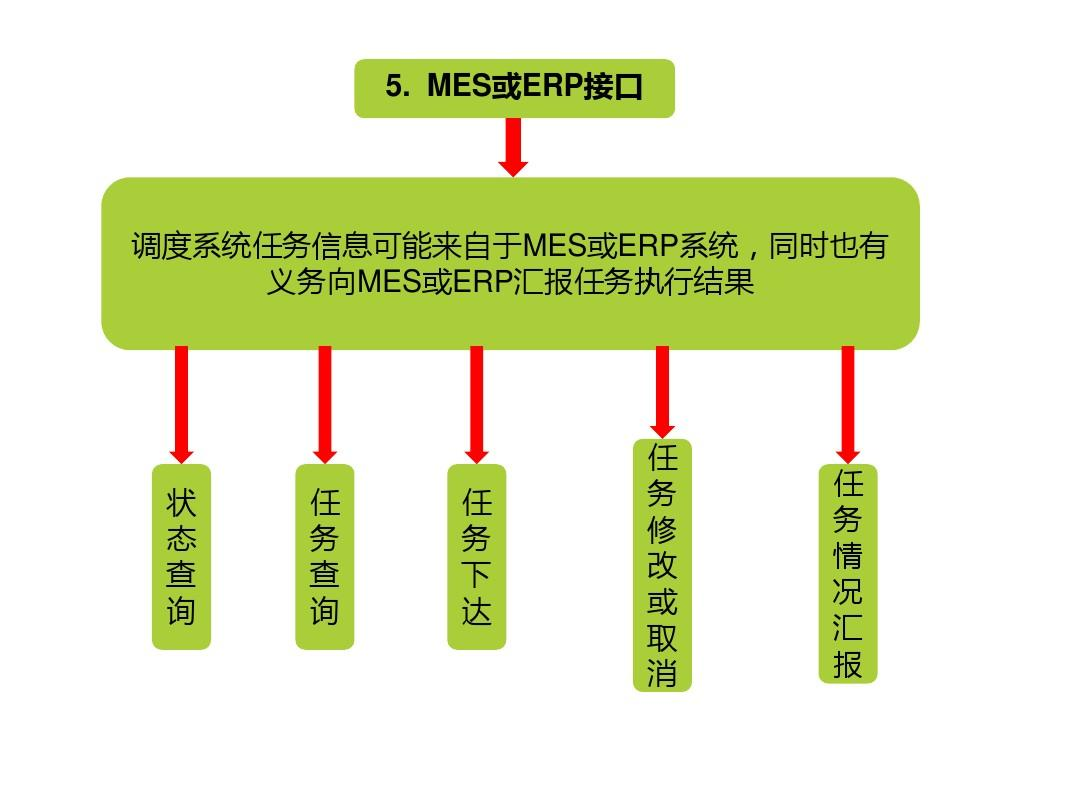 5. MES或ERP接口
调度系统任务信息可能来自于MES或ERP系统，同时也有
义务向MES或ERP汇报任务执行结果
状态查询
任务查询
任务下达
任务修改或取消
任务情况汇报